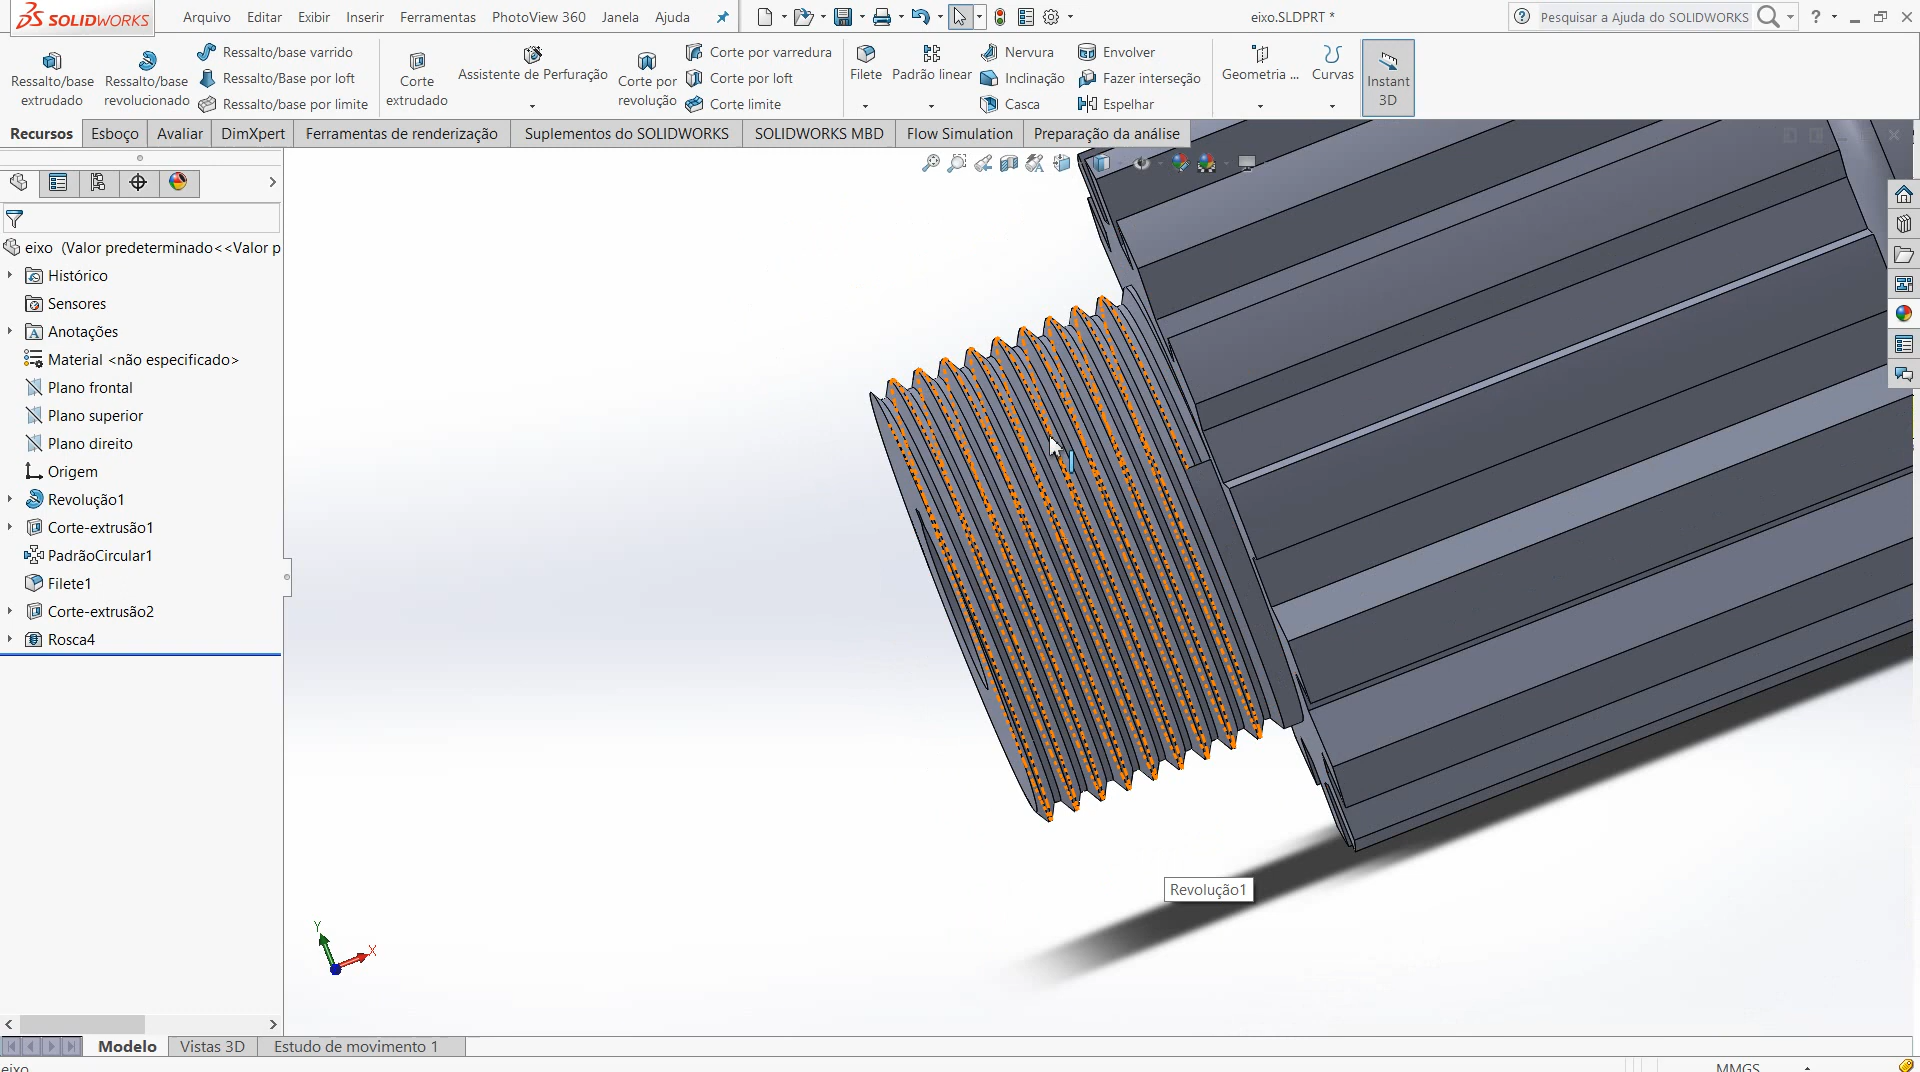 SOLIDWORKS
Arquivo Editar Exibir Inserir Ferramentas PhotoView 360 Janela Ajuda
eixo.SLDPRT *
Pesquisar a Ajuda do SOLIDWORKS
Ressalto/base extrudado
Ressalto/base revolucionado
Ressalto/base varrido
Ressalto/Base por loft
Ressalto/base por limite
Corte extrudado
Assistente de Perfuração
Corte por revolução
Corte por varredura
Corte por loft
Corte limite
Filete
Padrão linear
Nervura
Inclinação
Casca
Envolver
Fazer interseção
Espelhar
Geometria ...
Curvas
Instant 3D
Recursos Esboço Avaliar DimXpert Ferramentas de renderização Suplementos do SOLIDWORKS SOLIDWORKS MBD Flow Simulation Preparação da análise
eixo (Valor predeterminado<<Valor p
Histórico
Sensores
A Anotações
Material <não especificado>
Plano frontal
Plano superior
Plano direito
Origem
Revolução1
Corte-extrusão1
PadrãoCircular1
Filete1
Corte-extrusão2
Rosca4
Revolução1
Y
X
Modelo Vistas 3D Estudo de movimento 1
eixo MMGS